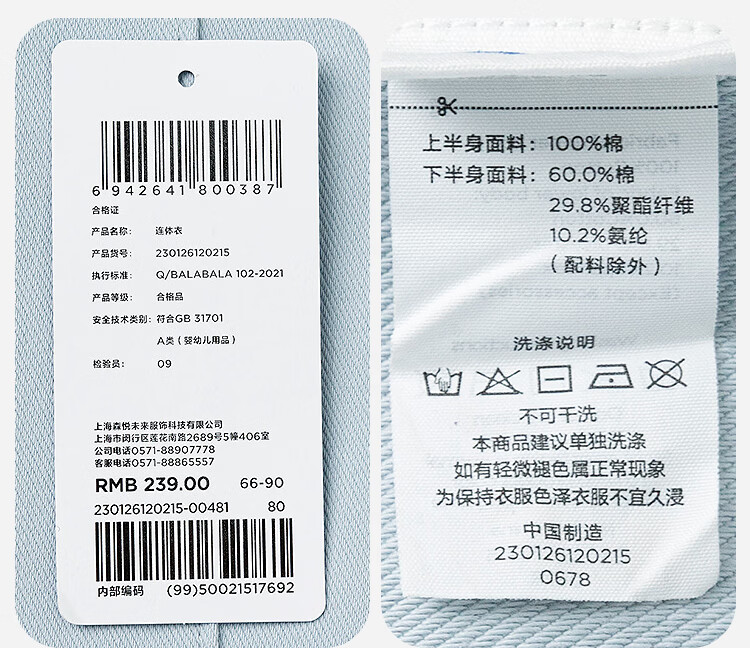 6 942641 800387
合格证
产品名称: 连体衣
产品货号: 230126120215
执行标准: Q/BALABALA 102-2021
产品等级: 合格品
安全技术类别: 符合GB 31701
A类(婴幼儿用品)
检验员: 09
上海森悦未来服饰科技有限公司
上海市闵行区莲花南路2689号5幢406室
公司电话0571-88907778
客服电话0571-88865557
RMB 239.00 66-90
230126120215-00481 80
内部编码 (99)50021517692
上半身面料: 100%棉
下半身面料: 60.0%棉
29.8%聚酯纤维
10.2%氨纶
(配料除外)
洗涤说明
不可干洗
本商品建议单独洗涤
如有轻微褪色属正常现象
为保持衣服色泽衣服不宜久浸
中国制造
230126120215
0678